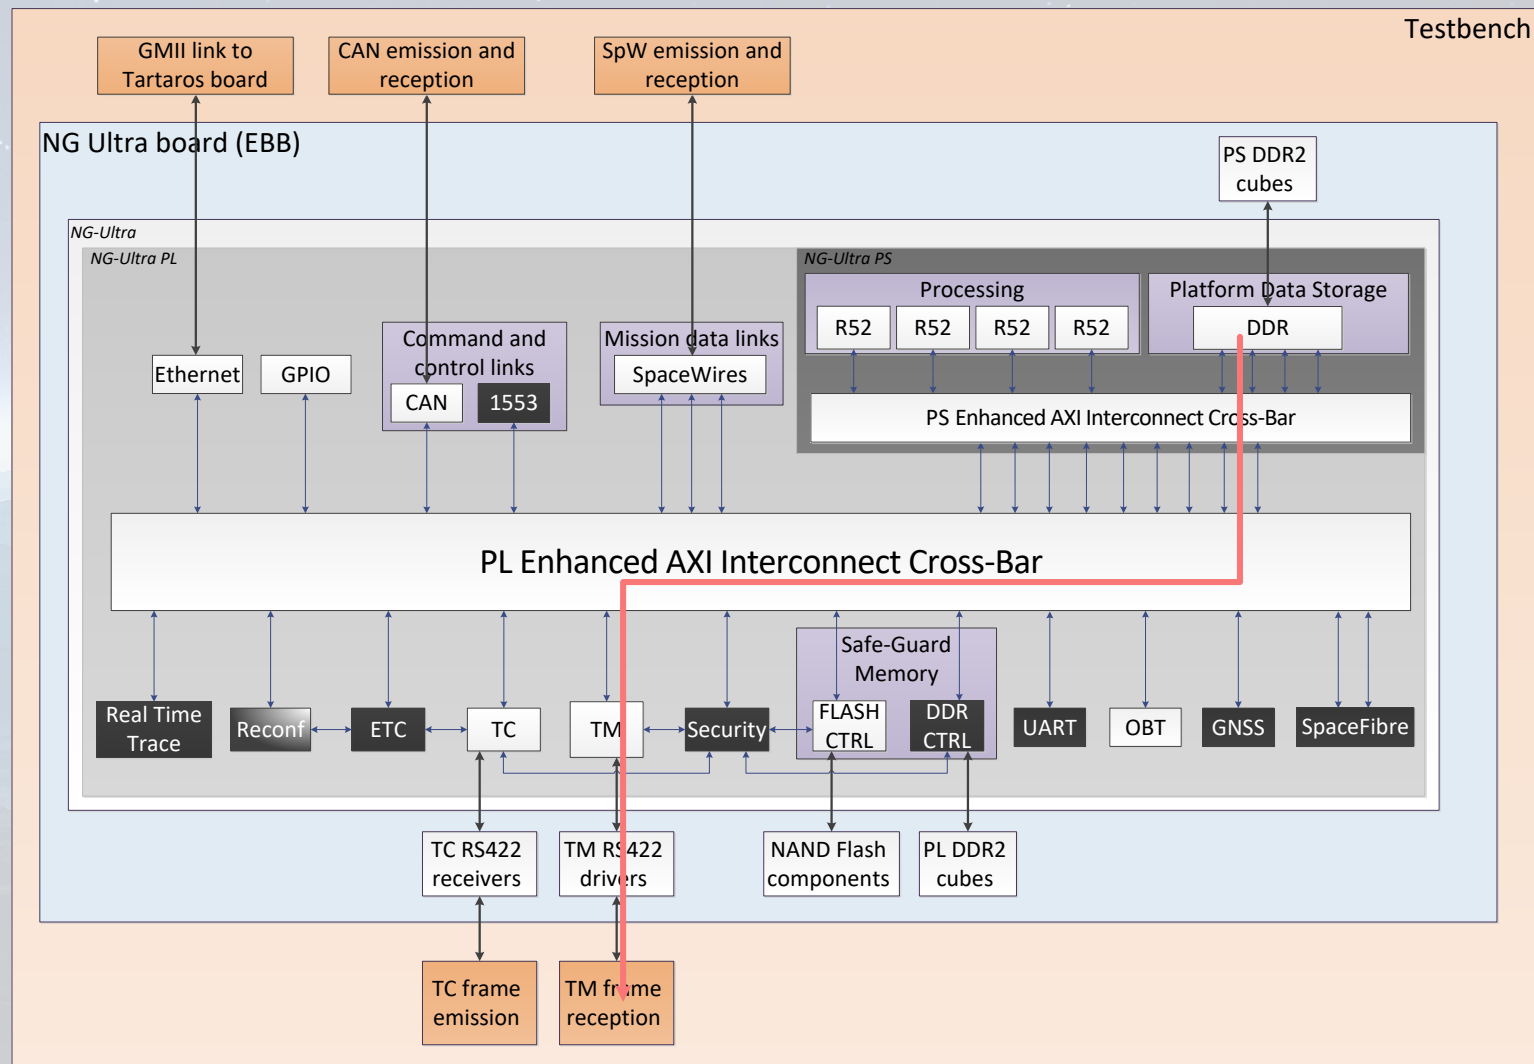 Testbench
GMII link to
Tartaros board
CAN emission and
reception
SpW emission and
reception
NG Ultra board (EBB)
PS DDR2
cubes
NG-Ultra
NG-Ultra PL
NG-Ultra PS
Processing
R52
R52
R52
R52
Platform Data Storage
DDR
Ethernet
GPIO
Command and
control links
CAN
1553
Mission data links
SpaceWires
PS Enhanced AXI Interconnect Cross-Bar
PL Enhanced AXI Interconnect Cross-Bar
Real Time
Trace
Reconf
ETC
TC
TM
Security
Safe-Guard
Memory
FLASH
CTRL
DDR
CTRL
UART
OBT
GNSS
SpaceFibre
TC RS422
receivers
TM RS422
drivers
NAND Flash
components
PL DDR2
cubes
TC frame
emission
TM frame
reception